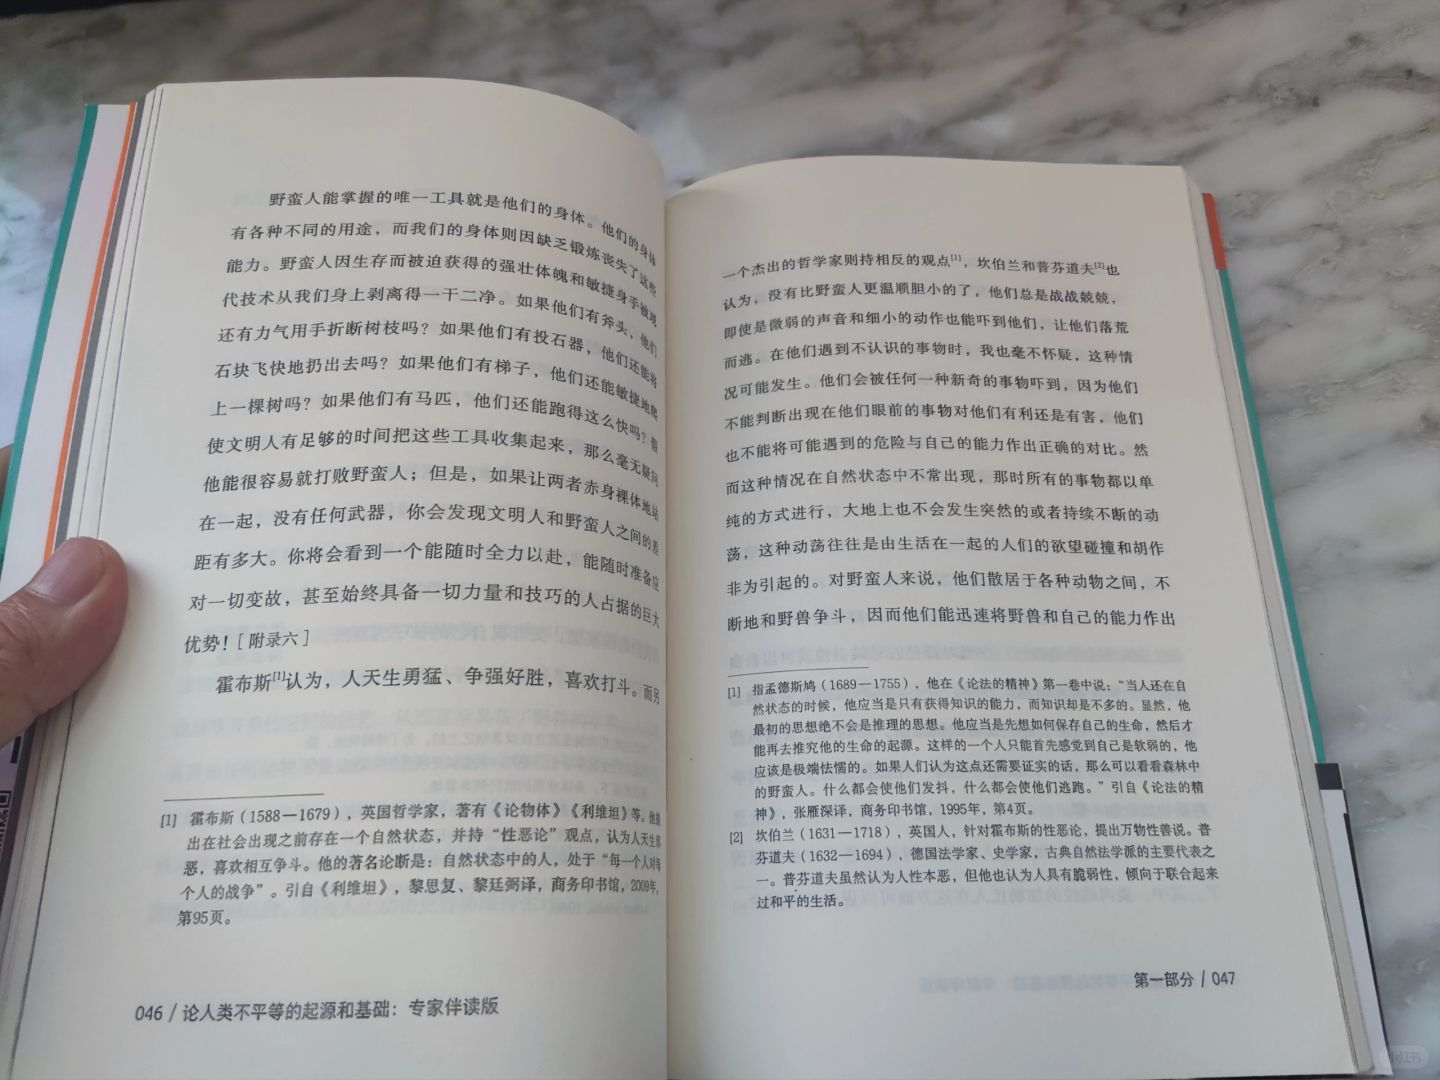 野蛮人能掌握的唯一工具就是他们的身体。他们的身体
有各种不同的用途，而我们的身体则因缺乏锻炼丧失了这些
能力。野蛮人因生存而被迫获得的强壮体魄和敏捷身手被现
代技术从我们身上剥离得一干二净。如果他们有斧头，他们
还有力气用手折断树枝吗？如果他们有投石器，他们还能将
石块飞快地扔出去吗？如果他们有梯子，他们还能敏捷地爬
上一棵树吗？如果他们有马匹，他们还能跑得这么快吗？假
使文明人有足够的时间把这些工具收集起来，那么毫无疑问
他能很容易就打败野蛮人；但是，如果让两者赤身裸体地站
在一起，没有任何武器，你会发现文明人和野蛮人之间的差
距有多大。你将会看到一个能随时全力以赴，能随时准备应
对一切变故，甚至始终具备一切力量和技巧的人占据的巨大
优势！[附录六]
霍布斯[1]认为，人天生勇猛、争强好胜，喜欢打斗。而另
[1] 霍布斯（1588—1679），英国哲学家，著有《论物体》《利维坦》等。他提
出在社会出现之前存在一个自然状态，并持“性恶论”观点，认为人天生邪
恶，喜欢相互争斗。他的著名论断是：自然状态中的人，处于“每一个人对每
个人的战争”。引自《利维坦》，黎思复、黎廷弼译，商务印书馆，2009年，
第95页。
046 / 论人类不平等的起源和基础：专家伴读版
一个杰出的哲学家则持相反的观点[1]，坎伯兰和普芬道夫[2]也
认为，没有比野蛮人更温顺胆小的了，他们总是战战兢兢，
即使是微弱的声音和细小的动作也能吓到他们，让他们落荒
而逃。在他们遇到不认识的事物时，我也毫不怀疑，这种情
况可能发生。他们会被任何一种新奇的事物吓到，因为他们
不能判断出现在他们眼前的事物对他们有利还是有害，他们
也不能将可能遇到的危险与自己的能力作出正确的对比。然
而这种情况在自然状态中不常出现，那时所有的事物都以单
纯的方式进行，大地上也不会发生突然的或者持续不断的动
荡，这种动荡往往是由生活在一起的人们的欲望碰撞和胡作
非为引起的。对野蛮人来说，他们散居于各种动物之间，不
断地和野兽争斗，因而他们能迅速将野兽和自己的能力作出
[1] 指孟德斯鸠（1689—1755），他在《论法的精神》第一卷中说：“当人还在自
然状态的时候，他应当是只有获得知识的能力，而知识却是不多的。显然，他
最初的思想绝不会是推理的思想。他应当是先想如何保存自己的生命，然后才
能再去推究他的生命的起源。这样的一个人只能首先感觉到自己是软弱的，他
应该是极端怯懦的。如果人们认为这点还需要证实的话，那么可以看看森林中
的野蛮人。什么都会使他们发抖，什么都会使他们逃跑。”引自《论法的精
神》，张雁深译，商务印书馆，1995年，第4页。
[2] 坎伯兰（1631—1718），英国人，针对霍布斯的性恶论，提出万物性善说。普
芬道夫（1632—1694），德国法学家、史学家，古典自然法学派的主要代表之
一。普芬道夫虽然认为人性本恶，但他也认为人具有脆弱性，倾向于联合起来
过和平的生活。
第一部分 / 047
小红书